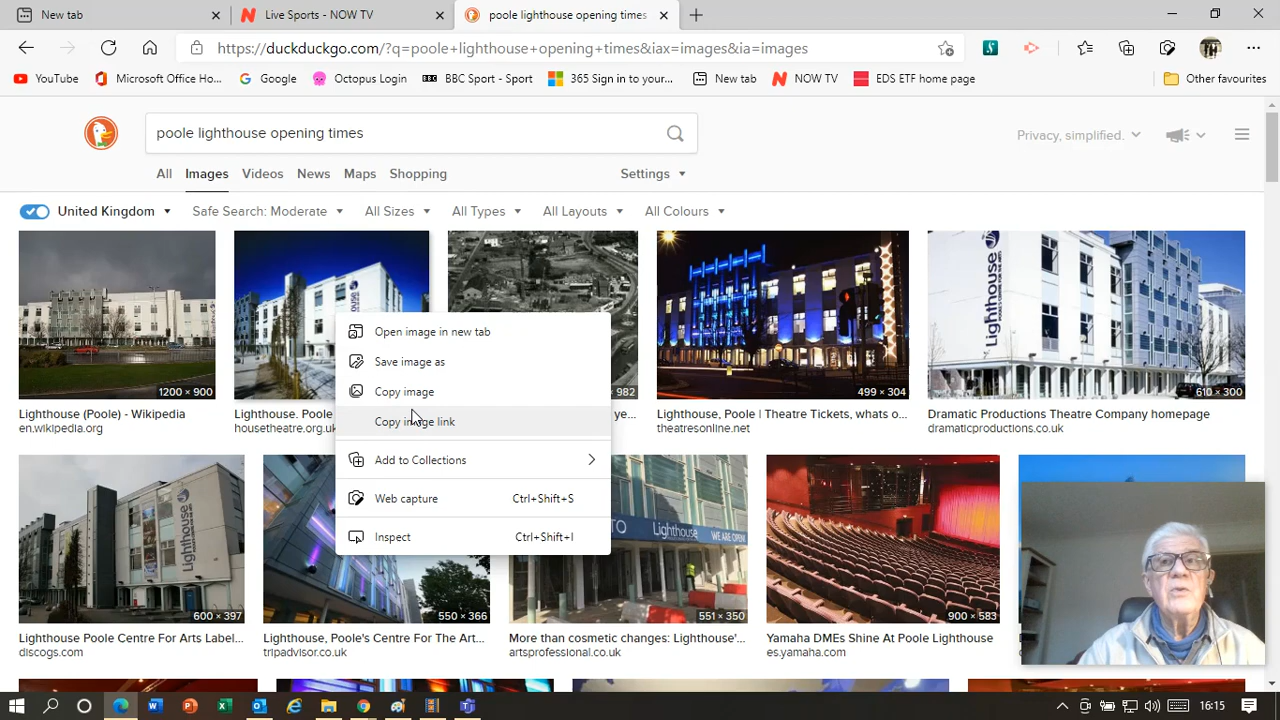 New tab
Live Sports - NOW TV
poole lighthouse opening times
https://duckduckgo.com/?q=poole+lighthouse+opening+times&iax=images&ia=images
YouTube
Microsoft Office Ho...
Google
Octopus Login
BBC BBC Sport - Sport
365 Sign in to your...
New tab
NOW TV
EDS ETF home page
Other favourites
poole lighthouse opening times
Privacy, simplified.
All
Images
Videos
News
Maps
Shopping
Settings
United Kingdom
Safe Search: Moderate
All Sizes
All Types
All Layouts
All Colours
Lighthouse
1200 × 900
982
499 × 304
610 × 300
Open image in new tab
Save image as
Copy image
Copy image link
Add to Collections
Web capture Ctrl+Shift+S
Inspect Ctrl+Shift+I
Lighthouse (Poole) - Wikipedia
en.wikipedia.org
Lighthouse. Poole
housetheatre.org.uk
ye...
Lighthouse, Poole | Theatre Tickets, whats o...
theatresonline.net
Dramatic Productions Theatre Company homepage
dramaticproductions.co.uk
Lighthouse
Lighthouse WE ARE OPEN!
600 × 397
550 × 366
551 × 350
900 × 583
Lighthouse Poole Centre For Arts Label...
discogs.com
Lighthouse, Poole's Centre For The Art...
tripadvisor.co.uk
More than cosmetic changes: Lighthouse'...
artsprofessional.co.uk
Yamaha DMEs Shine At Poole Lighthouse
es.yamaha.com
16:15